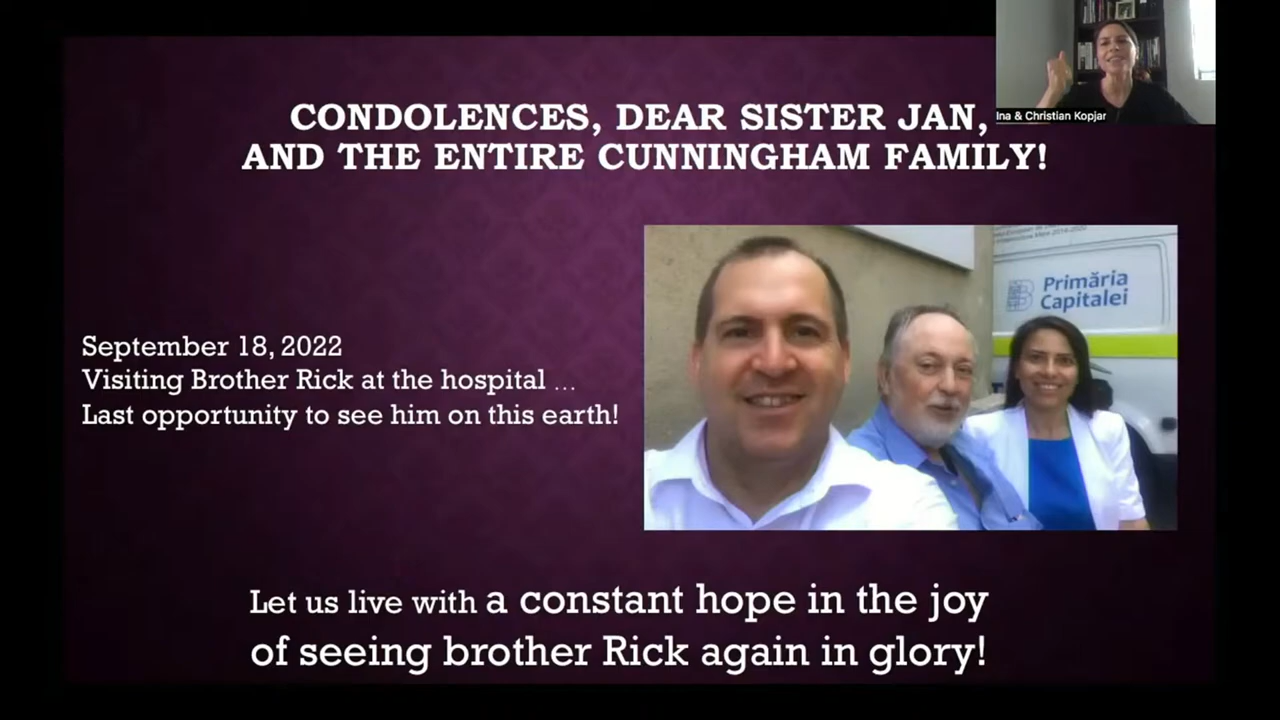 CONDOLENCES, DEAR SISTER JAN,
AND THE ENTIRE CUNNINGHAM FAMILY!
Ina & Christian Kopjar
Primăria
Capitalei
September 18, 2022
Visiting Brother Rick at the hospital …
Last opportunity to see him on this earth!
Let us live with a constant hope in the joy
of seeing brother Rick again in glory!